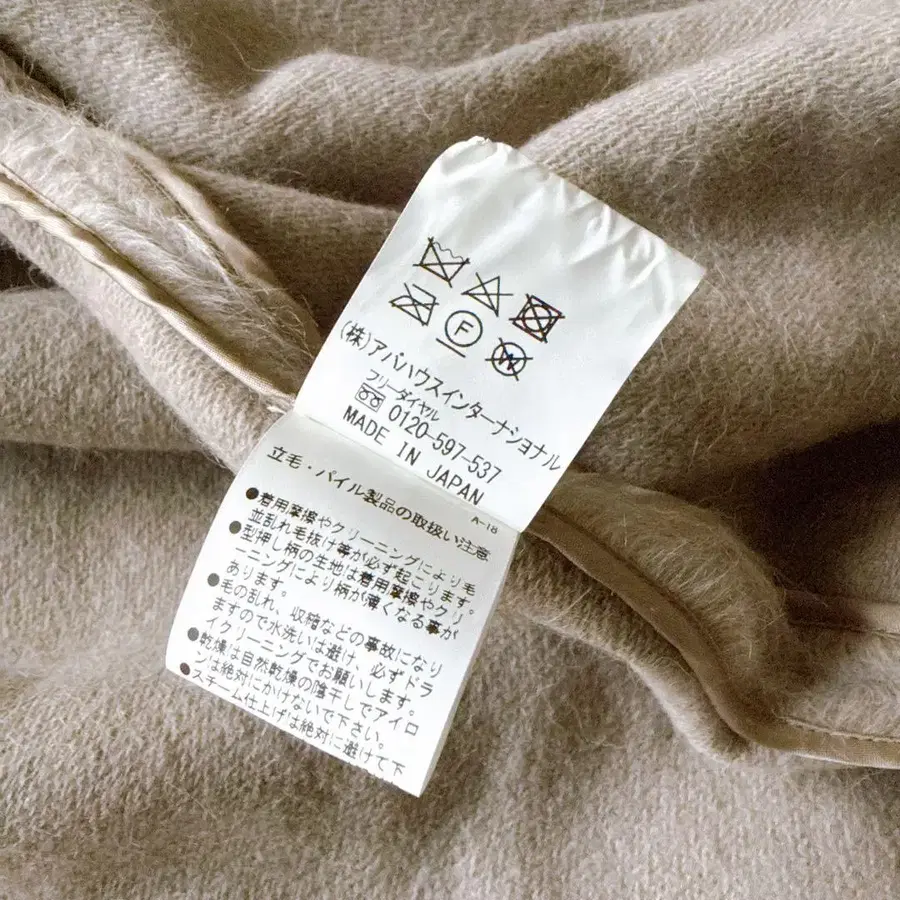 F
W
(株)アバハウスインターナショナル
フリーダイヤル
0120-597-537
MADE IN JAPAN
A-18
立毛・パイル製品の取扱い注意
●着用摩擦やクリーニングにより毛
並乱れ毛抜け等が必ず起こります。
●型押し柄の生地は着用摩擦やクリ
ーニングにより柄が薄くなる事が
あります。
●毛の乱れ、収縮などの事故になり
ますので水洗いは避け、必ずドラ
イクリーニングでお願いします。
●乾燥は自然乾燥の陰干しでアイロ
ンは絶対にかけないで下さい。
●スチーム仕上げは絶対に避けて下